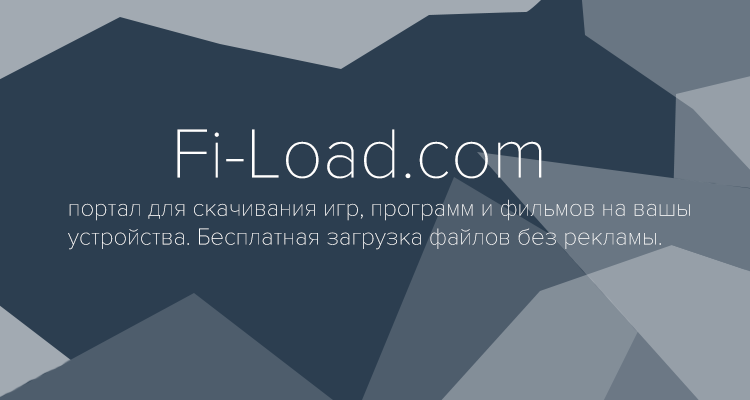 Fi-Load.com
портал для скачивания игр, программ и фильмов на вашы
устройства. Бесплатная загрузка файлов без рекламы.